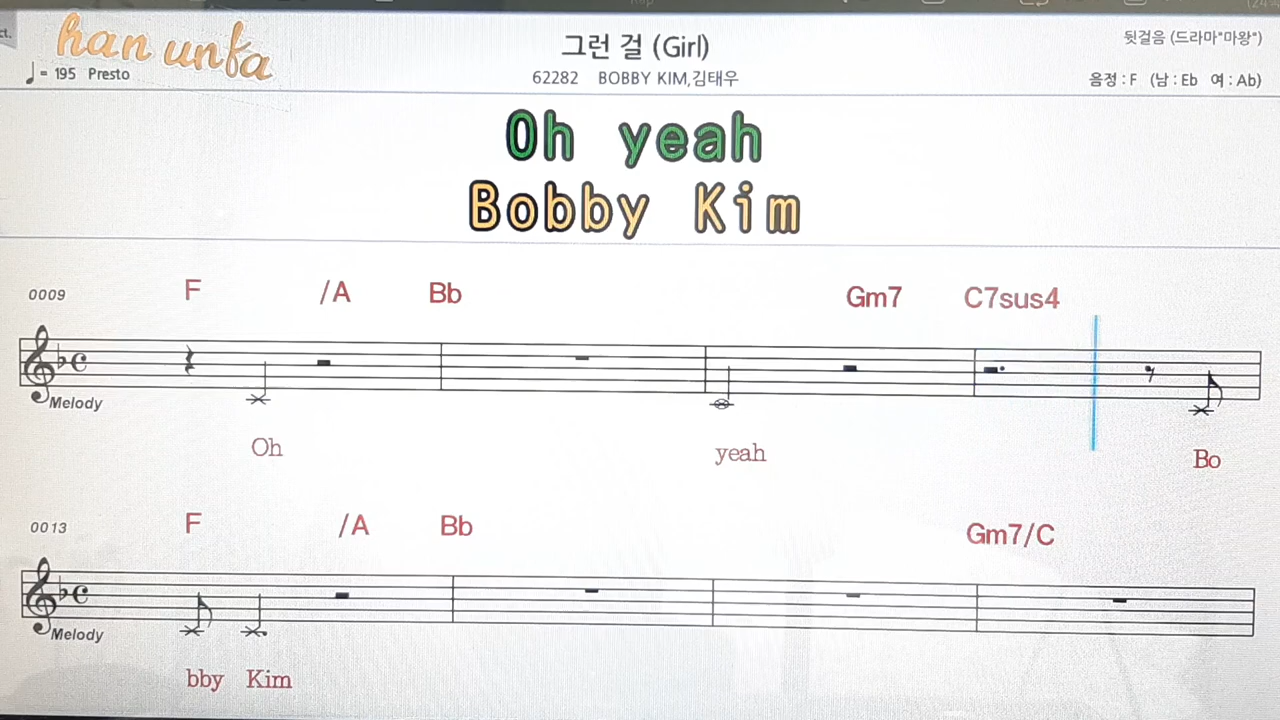 ct.
han unfa
♩ = 195 Presto
그런 걸 (Girl)
62282 BOBBY KIM,김태우
뒷걸음 (드라마"마왕")
음정 : F (남 : Eb 여 : Ab)
Oh yeah
Bobby Kim
0009 F /A Bb Gm7 C7sus4
Melody
Oh yeah Bo
0013 F /A Bb Gm7/C
Melody
bby Kim